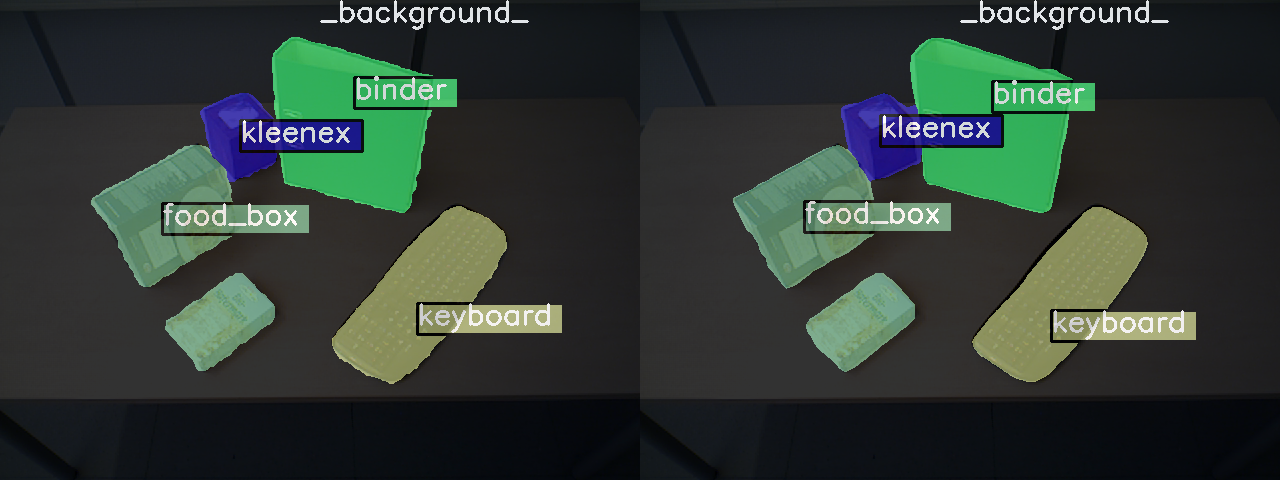 _background_
binder
kleenex
food_box
keyboard
_background_
binder
kleenex
food_box
keyboard